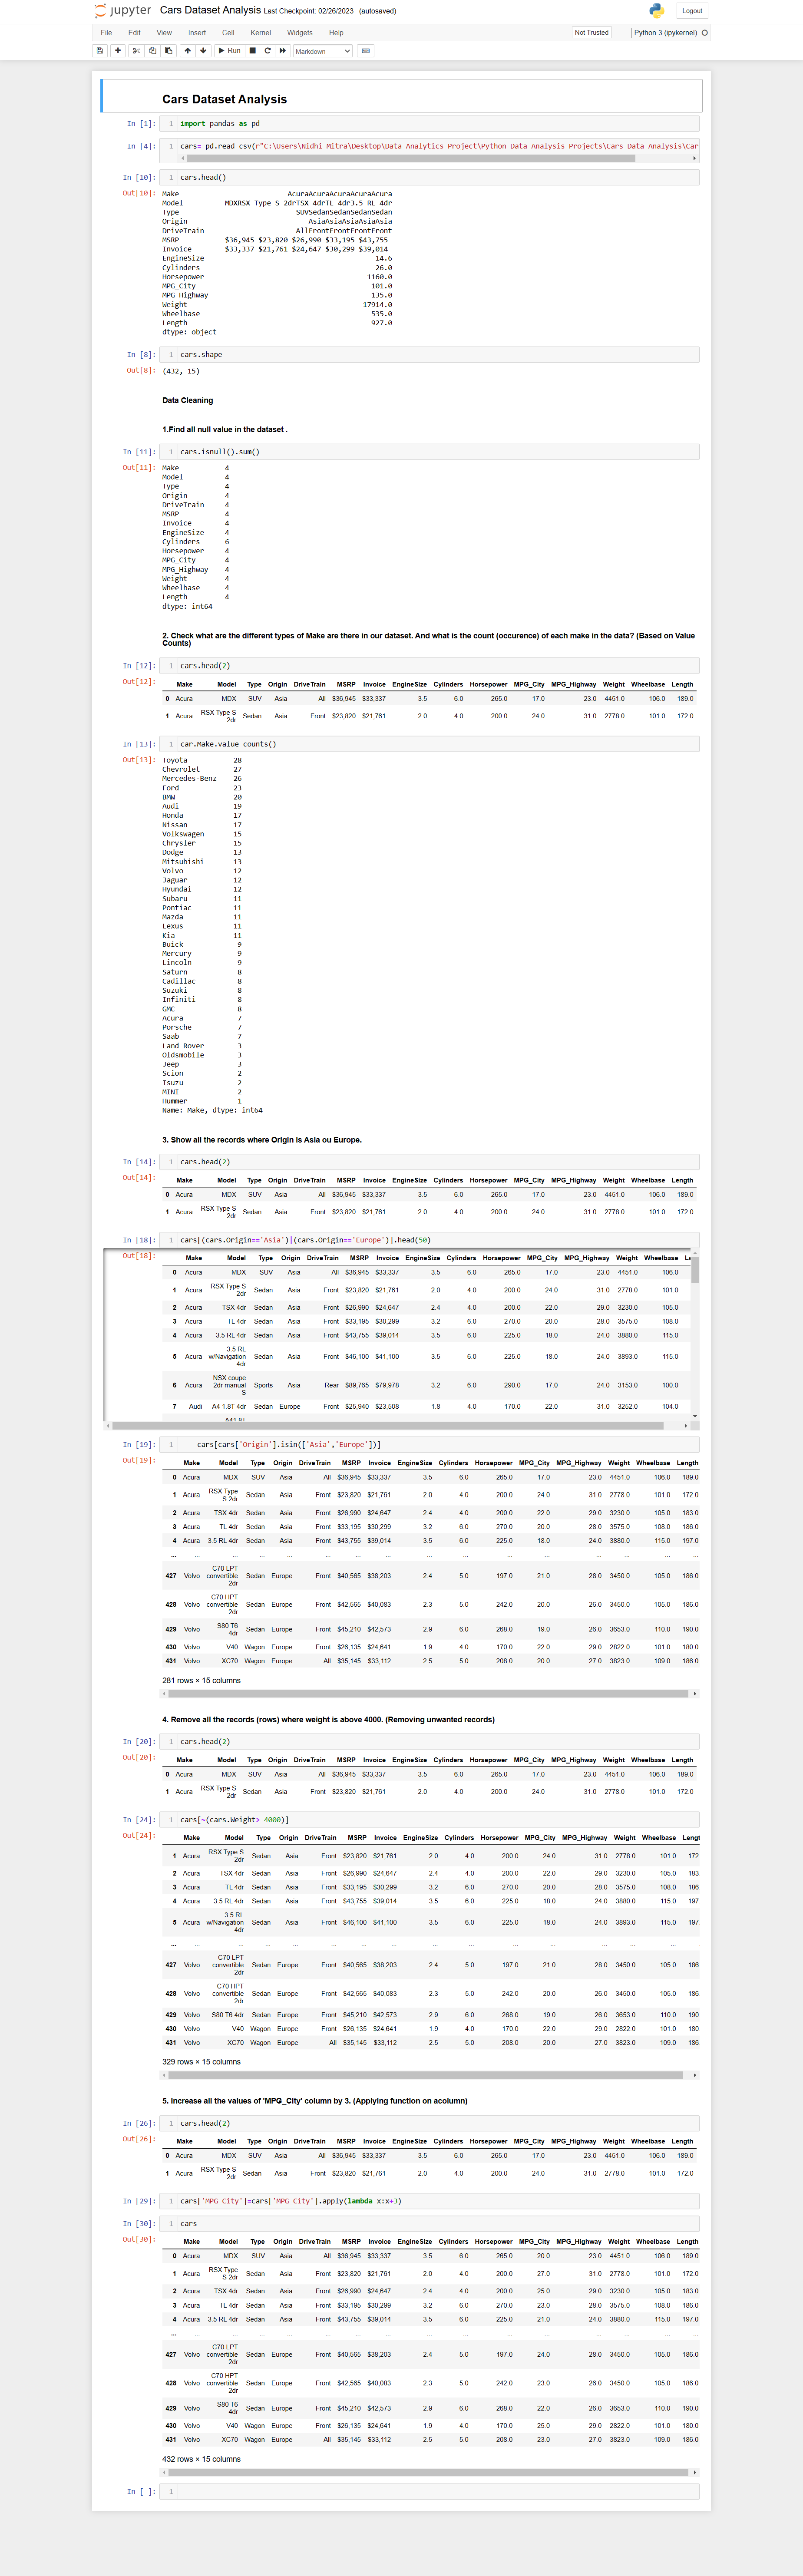 jupyter Cars Dataset Analysis Last Checkpoint: 02/26/2023 (autosaved)
Logout
File Edit View Insert Cell Kernel Widgets Help
Not Trusted Python 3 (ipykernel)
Run Markdown
Cars Dataset Analysis
In [1]: 1 import pandas as pd
In [4]: 1 cars= pd.read_csv(r"C:\Users\Nidhi Mitra\Desktop\Data Analytics Project\Python Data Analysis Projects\Cars Data Analysis\Car
In [10]: 1 cars.head()
Out[10]: Make AcuraAcuraAcuraAcuraAcura
Model MDXRSX Type S 2drTSX 4drTL 4dr3.5 RL 4dr
Type SUVSedanSedanSedanSedan
Origin AsiaAsiaAsiaAsiaAsia
DriveTrain AllFrontFrontFrontFront
MSRP $36,945 $23,820 $26,990 $33,195 $43,755
Invoice $33,337 $21,761 $24,647 $30,299 $39,014
EngineSize 14.6
Cylinders 26.0
Horsepower 1160.0
MPG_City 101.0
MPG_Highway 135.0
Weight 17914.0
Wheelbase 535.0
Length 927.0
dtype: object
In [8]: 1 cars.shape
Out[8]: (432, 15)
Data Cleaning
1.Find all null value in the dataset .
In [11]: 1 cars.isnull().sum()
Out[11]: Make 4
Model 4
Type 4
Origin 4
DriveTrain 4
MSRP 4
Invoice 4
EngineSize 4
Cylinders 6
Horsepower 4
MPG_City 4
MPG_Highway 4
Weight 4
Wheelbase 4
Length 4
dtype: int64
2. Check what are the different types of Make are there in our dataset. And what is the count (occurence) of each make in the data? (Based on Value
Counts)
In [12]: 1 cars.head(2)
Out[12]: Make Model Type Origin DriveTrain MSRP Invoice EngineSize Cylinders Horsepower MPG_City MPG_Highway Weight Wheelbase Length
0 Acura MDX SUV Asia All $36,945 $33,337 3.5 6.0 265.0 17.0 23.0 4451.0 106.0 189.0
1 Acura RSX Type S 2dr Sedan Asia Front $23,820 $21,761 2.0 4.0 200.0 24.0 31.0 2778.0 101.0 172.0
In [13]: 1 car.Make.value_counts()
Out[13]: Toyota 28
Chevrolet 27
Mercedes-Benz 26
Ford 23
BMW 20
Audi 19
Honda 17
Nissan 17
Volkswagen 15
Chrysler 15
Dodge 13
Mitsubishi 13
Volvo 12
Jaguar 12
Hyundai 12
Subaru 11
Pontiac 11
Mazda 11
Lexus 11
Kia 11
Buick 9
Mercury 9
Lincoln 9
Saturn 8
Cadillac 8
Suzuki 8
Infiniti 8
GMC 8
Acura 7
Porsche 7
Saab 7
Land Rover 3
Oldsmobile 3
Jeep 3
Scion 2
Isuzu 2
MINI 2
Hummer 1
Name: Make, dtype: int64
3. Show all the records where Origin is Asia ou Europe.
In [14]: 1 cars.head(2)
Out[14]: Make Model Type Origin DriveTrain MSRP Invoice EngineSize Cylinders Horsepower MPG_City MPG_Highway Weight Wheelbase Length
0 Acura MDX SUV Asia All $36,945 $33,337 3.5 6.0 265.0 17.0 23.0 4451.0 106.0 189.0
1 Acura RSX Type S 2dr Sedan Asia Front $23,820 $21,761 2.0 4.0 200.0 24.0 31.0 2778.0 101.0 172.0
In [18]: 1 cars[(cars.Origin=='Asia')|(cars.Origin=='Europe')].head(50)
Out[18]: Make Model Type Origin DriveTrain MSRP Invoice EngineSize Cylinders Horsepower MPG_City MPG_Highway Weight Wheelbase Le
0 Acura MDX SUV Asia All $36,945 $33,337 3.5 6.0 265.0 17.0 23.0 4451.0 106.0
1 Acura RSX Type S 2dr Sedan Asia Front $23,820 $21,761 2.0 4.0 200.0 24.0 31.0 2778.0 101.0
2 Acura TSX 4dr Sedan Asia Front $26,990 $24,647 2.4 4.0 200.0 22.0 29.0 3230.0 105.0
3 Acura TL 4dr Sedan Asia Front $33,195 $30,299 3.2 6.0 270.0 20.0 28.0 3575.0 108.0
4 Acura 3.5 RL 4dr Sedan Asia Front $43,755 $39,014 3.5 6.0 225.0 18.0 24.0 3880.0 115.0
5 Acura 3.5 RL w/Navigation 4dr Sedan Asia Front $46,100 $41,100 3.5 6.0 225.0 18.0 24.0 3893.0 115.0
6 Acura NSX coupe 2dr manual S Sports Asia Rear $89,765 $79,978 3.2 6.0 290.0 17.0 24.0 3153.0 100.0
7 Audi A4 1.8T 4dr Sedan Europe Front $25,940 $23,508 1.8 4.0 170.0 22.0 31.0 3252.0 104.0
In [19]: 1 cars[cars['Origin'].isin(['Asia','Europe'])]
Out[19]: Make Model Type Origin DriveTrain MSRP Invoice EngineSize Cylinders Horsepower MPG_City MPG_Highway Weight Wheelbase Length
0 Acura MDX SUV Asia All $36,945 $33,337 3.5 6.0 265.0 17.0 23.0 4451.0 106.0 189.0
1 Acura RSX Type S 2dr Sedan Asia Front $23,820 $21,761 2.0 4.0 200.0 24.0 31.0 2778.0 101.0 172.0
2 Acura TSX 4dr Sedan Asia Front $26,990 $24,647 2.4 4.0 200.0 22.0 29.0 3230.0 105.0 183.0
3 Acura TL 4dr Sedan Asia Front $33,195 $30,299 3.2 6.0 270.0 20.0 28.0 3575.0 108.0 186.0
4 Acura 3.5 RL 4dr Sedan Asia Front $43,755 $39,014 3.5 6.0 225.0 18.0 24.0 3880.0 115.0 197.0
... ... ... ... ... ... ... ... ... ... ... ... ... ... ... ...
427 Volvo C70 LPT convertible 2dr Sedan Europe Front $40,565 $38,203 2.4 5.0 197.0 21.0 28.0 3450.0 105.0 186.0
428 Volvo C70 HPT convertible 2dr Sedan Europe Front $42,565 $40,083 2.3 5.0 242.0 20.0 26.0 3450.0 105.0 186.0
429 Volvo S80 T6 4dr Sedan Europe Front $45,210 $42,573 2.9 6.0 268.0 19.0 26.0 3653.0 110.0 190.0
430 Volvo V40 Wagon Europe Front $26,135 $24,641 1.9 4.0 170.0 22.0 29.0 2822.0 101.0 180.0
431 Volvo XC70 Wagon Europe All $35,145 $33,112 2.5 5.0 208.0 20.0 27.0 3823.0 109.0 186.0
281 rows × 15 columns
4. Remove all the records (rows) where weight is above 4000. (Removing unwanted records)
In [20]: 1 cars.head(2)
Out[20]: Make Model Type Origin DriveTrain MSRP Invoice EngineSize Cylinders Horsepower MPG_City MPG_Highway Weight Wheelbase Length
0 Acura MDX SUV Asia All $36,945 $33,337 3.5 6.0 265.0 17.0 23.0 4451.0 106.0 189.0
1 Acura RSX Type S 2dr Sedan Asia Front $23,820 $21,761 2.0 4.0 200.0 24.0 31.0 2778.0 101.0 172.0
In [24]: 1 cars[~(cars.Weight> 4000)]
Out[24]: Make Model Type Origin DriveTrain MSRP Invoice EngineSize Cylinders Horsepower MPG_City MPG_Highway Weight Wheelbase Lengt
1 Acura RSX Type S 2dr Sedan Asia Front $23,820 $21,761 2.0 4.0 200.0 24.0 31.0 2778.0 101.0 172
2 Acura TSX 4dr Sedan Asia Front $26,990 $24,647 2.4 4.0 200.0 22.0 29.0 3230.0 105.0 183
3 Acura TL 4dr Sedan Asia Front $33,195 $30,299 3.2 6.0 270.0 20.0 28.0 3575.0 108.0 186
4 Acura 3.5 RL 4dr Sedan Asia Front $43,755 $39,014 3.5 6.0 225.0 18.0 24.0 3880.0 115.0 197
5 Acura 3.5 RL w/Navigation 4dr Sedan Asia Front $46,100 $41,100 3.5 6.0 225.0 18.0 24.0 3893.0 115.0 197
... ... ... ... ... ... ... ... ... ... ... ... ... ... ...
427 Volvo C70 LPT convertible 2dr Sedan Europe Front $40,565 $38,203 2.4 5.0 197.0 21.0 28.0 3450.0 105.0 186
428 Volvo C70 HPT convertible 2dr Sedan Europe Front $42,565 $40,083 2.3 5.0 242.0 20.0 26.0 3450.0 105.0 186
429 Volvo S80 T6 4dr Sedan Europe Front $45,210 $42,573 2.9 6.0 268.0 19.0 26.0 3653.0 110.0 190
430 Volvo V40 Wagon Europe Front $26,135 $24,641 1.9 4.0 170.0 22.0 29.0 2822.0 101.0 180
431 Volvo XC70 Wagon Europe All $35,145 $33,112 2.5 5.0 208.0 20.0 27.0 3823.0 109.0 186
329 rows × 15 columns
5. Increase all the values of 'MPG_City' column by 3. (Applying function on acolumn)
In [26]: 1 cars.head(2)
Out[26]: Make Model Type Origin DriveTrain MSRP Invoice EngineSize Cylinders Horsepower MPG_City MPG_Highway Weight Wheelbase Length
0 Acura MDX SUV Asia All $36,945 $33,337 3.5 6.0 265.0 17.0 23.0 4451.0 106.0 189.0
1 Acura RSX Type S 2dr Sedan Asia Front $23,820 $21,761 2.0 4.0 200.0 24.0 31.0 2778.0 101.0 172.0
In [29]: 1 cars['MPG_City']=cars['MPG_City'].apply(lambda x:x+3)
In [30]: 1 cars
Out[30]: Make Model Type Origin DriveTrain MSRP Invoice EngineSize Cylinders Horsepower MPG_City MPG_Highway Weight Wheelbase Length
0 Acura MDX SUV Asia All $36,945 $33,337 3.5 6.0 265.0 20.0 23.0 4451.0 106.0 189.0
1 Acura RSX Type S 2dr Sedan Asia Front $23,820 $21,761 2.0 4.0 200.0 27.0 31.0 2778.0 101.0 172.0
2 Acura TSX 4dr Sedan Asia Front $26,990 $24,647 2.4 4.0 200.0 25.0 29.0 3230.0 105.0 183.0
3 Acura TL 4dr Sedan Asia Front $33,195 $30,299 3.2 6.0 270.0 23.0 28.0 3575.0 108.0 186.0
4 Acura 3.5 RL 4dr Sedan Asia Front $43,755 $39,014 3.5 6.0 225.0 21.0 24.0 3880.0 115.0 197.0
... ... ... ... ... ... ... ... ... ... ... ... ... ... ... ...
427 Volvo C70 LPT convertible 2dr Sedan Europe Front $40,565 $38,203 2.4 5.0 197.0 24.0 28.0 3450.0 105.0 186.0
428 Volvo C70 HPT convertible 2dr Sedan Europe Front $42,565 $40,083 2.3 5.0 242.0 23.0 26.0 3450.0 105.0 186.0
429 Volvo S80 T6 4dr Sedan Europe Front $45,210 $42,573 2.9 6.0 268.0 22.0 26.0 3653.0 110.0 190.0
430 Volvo V40 Wagon Europe Front $26,135 $24,641 1.9 4.0 170.0 25.0 29.0 2822.0 101.0 180.0
431 Volvo XC70 Wagon Europe All $35,145 $33,112 2.5 5.0 208.0 23.0 27.0 3823.0 109.0 186.0
432 rows × 15 columns
In [ ]: 1